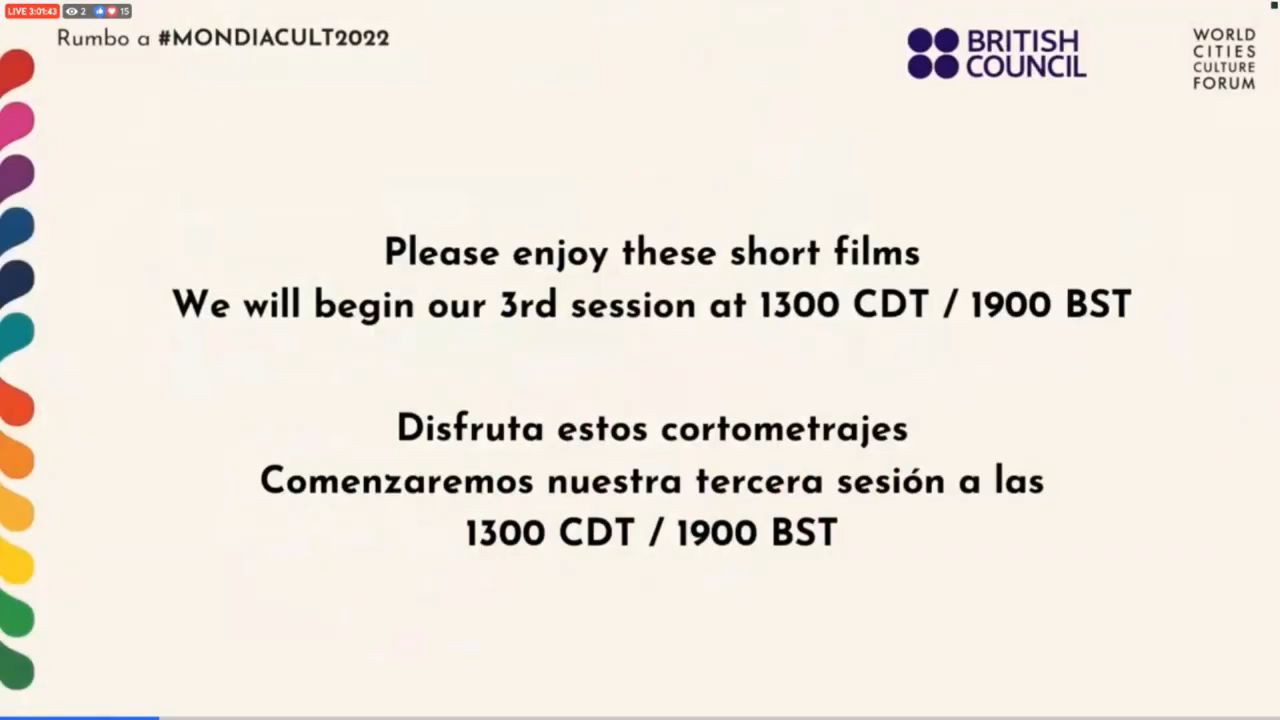 LIVE 3:01:43 2 15
Rumbo a #MONDIACULT2022
BRITISH
COUNCIL
WORLD
CITIES
CULTURE
FORUM
Please enjoy these short films
We will begin our 3rd session at 1300 CDT / 1900 BST
Disfruta estos cortometrajes
Comenzaremos nuestra tercera sesión a las
1300 CDT / 1900 BST